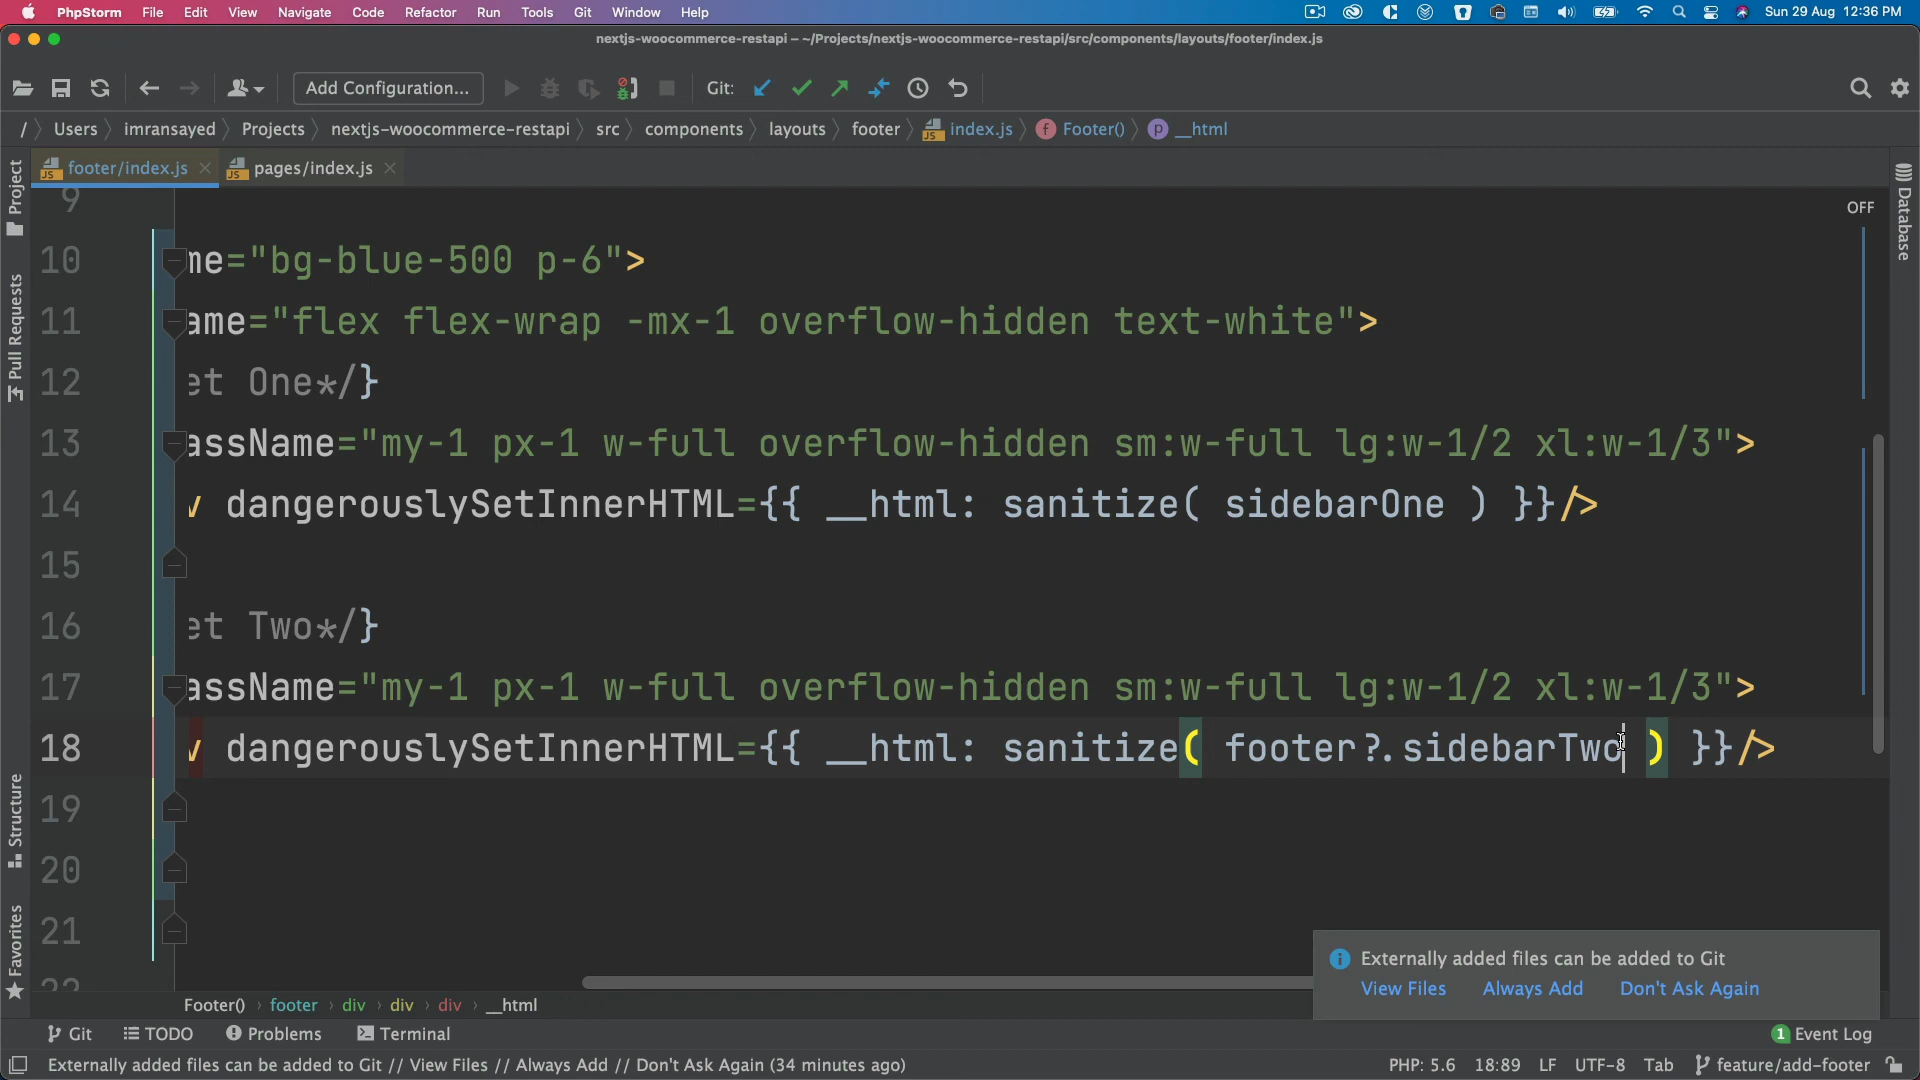 PhpStorm File Edit View Navigate Code Refactor Run Tools Git Window Help Sun 29 Aug 12:36 PM
nextjs-woocommerce-restapi – ~/Projects/nextjs-woocommerce-restapi/src/components/layouts/footer/index.js
Add Configuration... Git:
/ Users imransayed Projects nextjs-woocommerce-restapi src components layouts footer index.js Footer() __html
footer/index.js pages/index.js
Project
Pull Requests
Structure
Favorites
Database
OFF
9
10 me="bg-blue-500 p-6">
11 ame="flex flex-wrap -mx-1 overflow-hidden text-white">
12 et One*/}
13 assName="my-1 px-1 w-full overflow-hidden sm:w-full lg:w-1/2 xl:w-1/3">
14 v dangerouslySetInnerHTML={{ __html: sanitize( sidebarOne ) }}/>
15
16 et Two*/}
17 assName="my-1 px-1 w-full overflow-hidden sm:w-full lg:w-1/2 xl:w-1/3">
18 v dangerouslySetInnerHTML={{ __html: sanitize( footer?.sidebarTwo ) }}/>
19
20
21
22
Externally added files can be added to Git
View Files Always Add Don't Ask Again
Footer() footer div div div __html
Git TODO Problems Terminal 1 Event Log
Externally added files can be added to Git // View Files // Always Add // Don't Ask Again (34 minutes ago) PHP: 5.6 18:89 LF UTF-8 Tab feature/add-footer